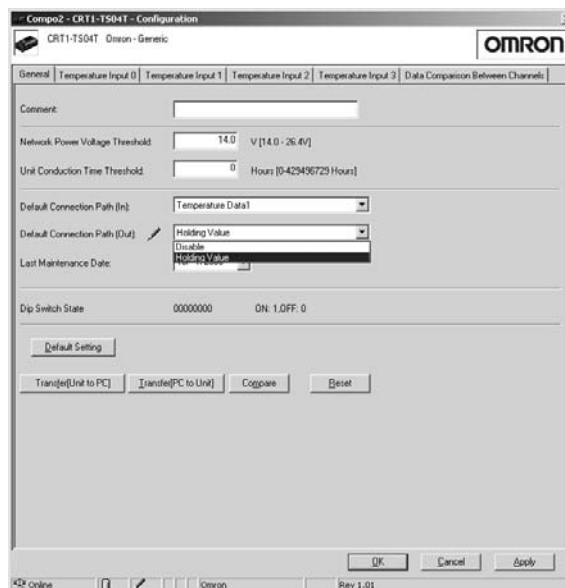 Compo2 - CRT1-TS04T - Configuration
CRT1-TS04T Omron - Generic
OMRON
General Temperature Input 0 Temperature Input 1 Temperature Input 2 Temperature Input 3 Data Comparison Between Channels
Comment:
Network Power Voltage Threshold: 14.0 V [14.0 - 26.4V]
Unit Conduction Time Threshold: 0 Hours [0-429496729 Hours]
Default Connection Path (In): Temperature Data1
Default Connection Path (Out): Holding Value
Disable
Holding Value
Last Maintenance Date:
Dip Switch State 00000000 ON: 1,OFF: 0
Default Setting
Transfer[Unit to PC] Transfer[PC to Unit] Compare Reset
OK Cancel Apply
Online Omron Rev 1.01